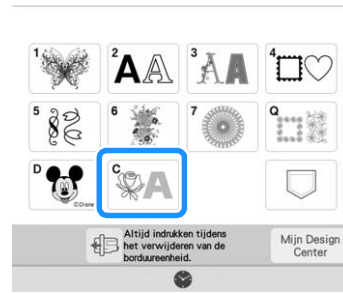 1
2 AA
3 AA
4
5
6
7
Q
D
©Disney
C A
Altijd indrukken tijdens
het verwijderen van de
borduureenheid.
Mijn Design
Center